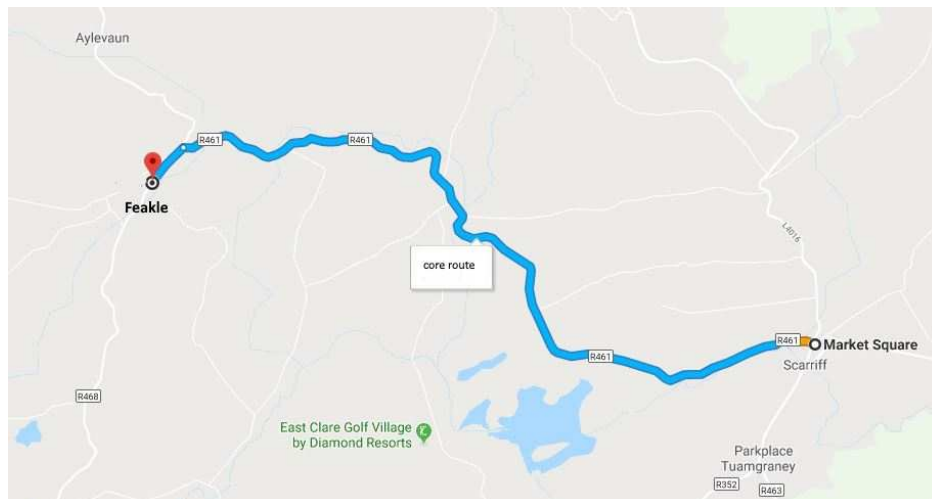 Aylevaun
R461
R461
Feakle
L4016
core route
R461
Market Square
R461
Scarriff
R468
East Clare Golf Village
by Diamond Resorts
Parkplace
Tuamgraney
R352
R463